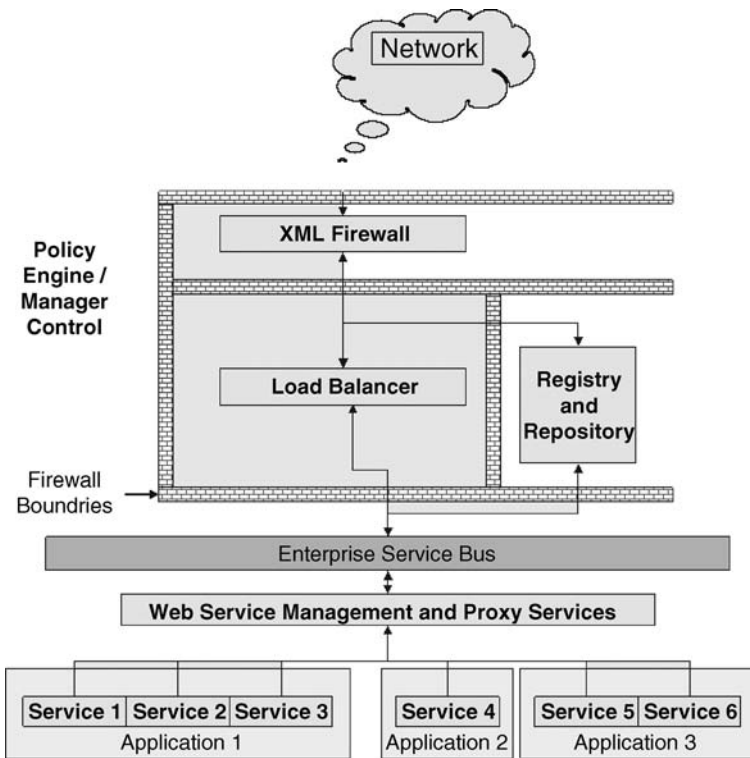 Network
XML Firewall
Policy
Engine /
Manager
Control
Load Balancer
Registry
and
Repository
Firewall
Boundries
Enterprise Service Bus
Web Service Management and Proxy Services
Service 1 Service 2 Service 3
Application 1
Service 4
Application 2
Service 5 Service 6
Application 3